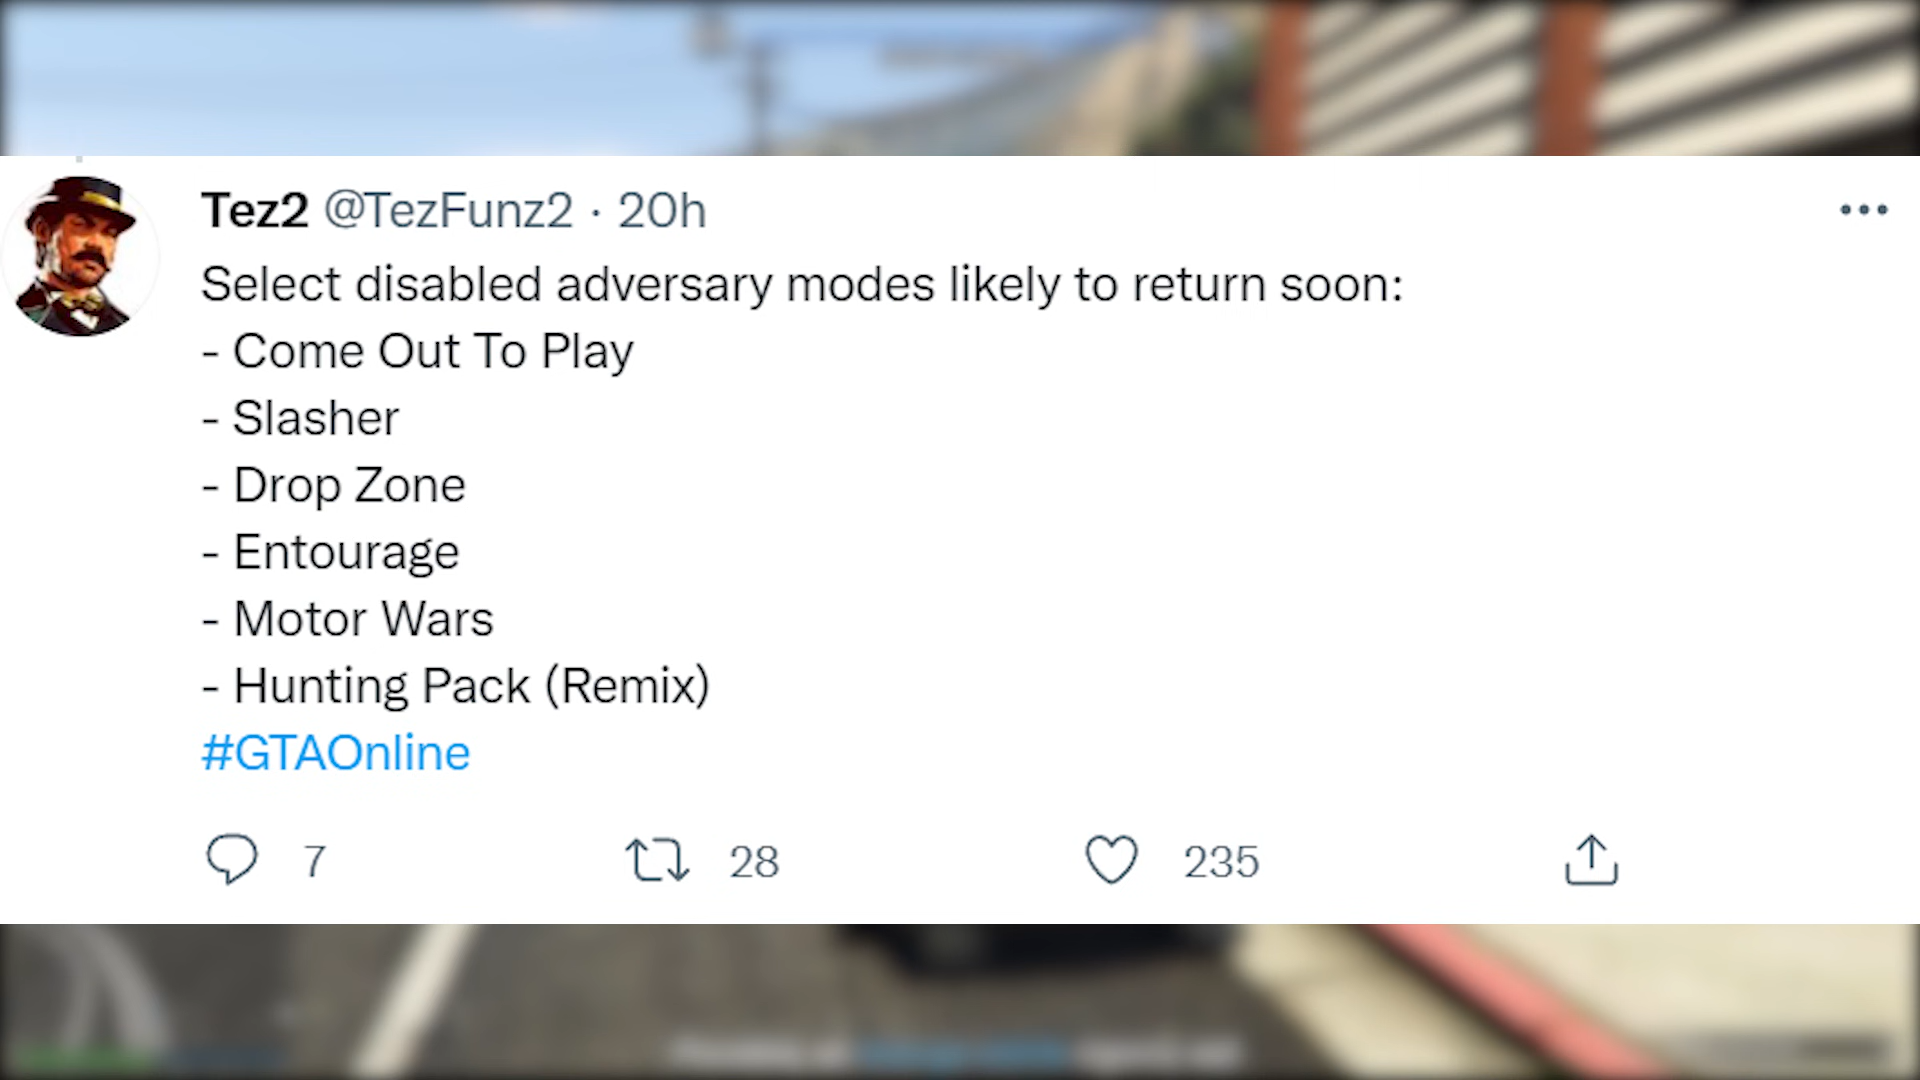 Tez2 @TezFunz2 · 20h
Select disabled adversary modes likely to return soon:
- Come Out To Play
- Slasher
- Drop Zone
- Entourage
- Motor Wars
- Hunting Pack (Remix)
#GTAOnline
7 28 235